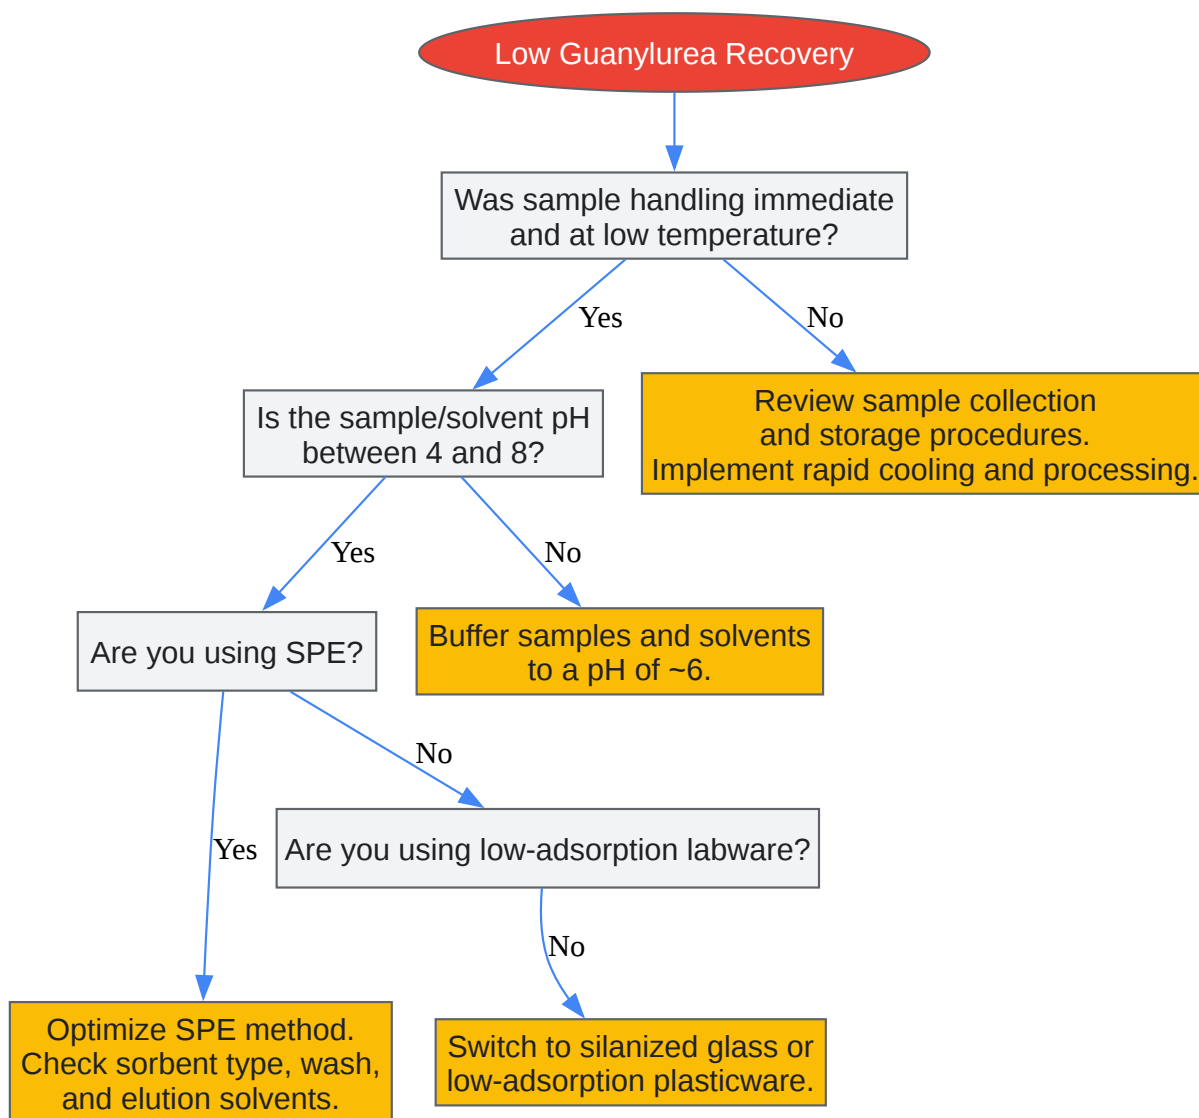 Low Guanylurea Recovery
Was sample handling immediate
and at low temperature?
Yes
No
Is the sample/solvent pH
between 4 and 8?
Review sample collection
and storage procedures.
Implement rapid cooling and processing.
Yes
No
Are you using SPE?
Buffer samples and solvents
to a pH of ~6.
No
Yes
Are you using low-adsorption labware?
No
Optimize SPE method.
Check sorbent type, wash,
and elution solvents.
Switch to silanized glass or
low-adsorption plasticware.